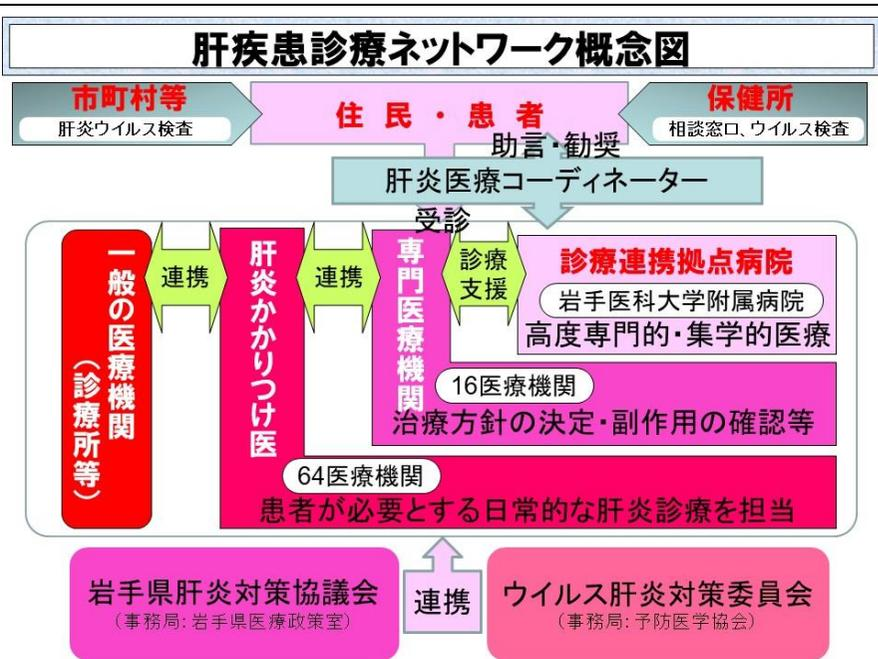 肝疾患診療ネットワーク概念図
市町村等
肝炎ウイルス検査
住民・患者
保健所
相談窓口、ウイルス検査
助言・勧奨
肝炎医療コーディネーター
受診
一般の医療機関
（診療所等）
連携
肝炎かかりつけ医
連携
専門医療機関
診療
支援
診療連携拠点病院
岩手医科大学附属病院
高度専門的・集学的医療
16医療機関
治療方針の決定・副作用の確認等
64医療機関
患者が必要とする日常的な肝炎診療を担当
岩手県肝炎対策協議会
（事務局：岩手県医療政策室）
連携
ウイルス肝炎対策委員会
（事務局：予防医学協会）